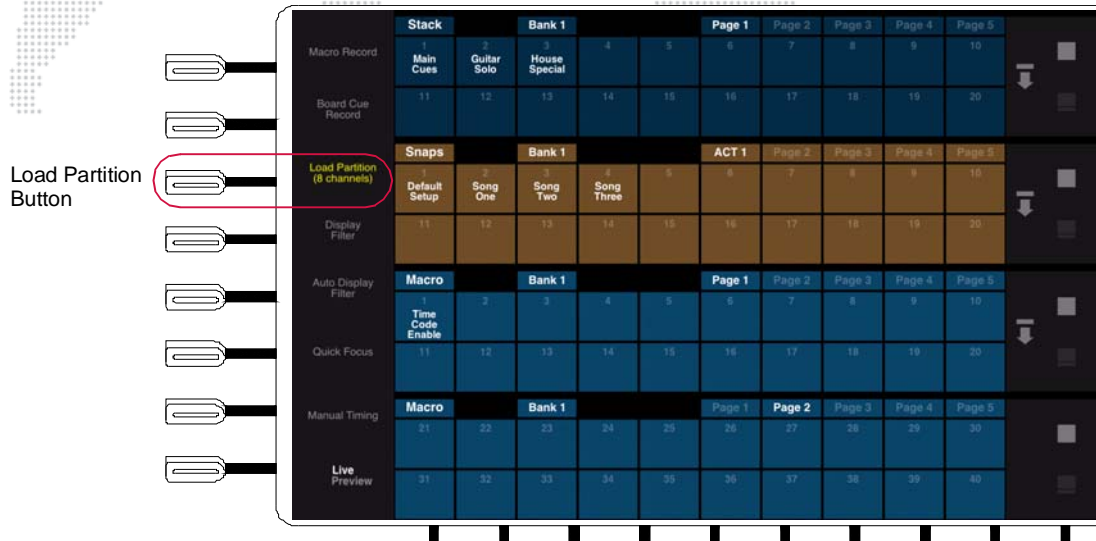 Load Partition
Button
Macro Record
Board Cue
Record
Load Partition
(8 channels)
Display
Filter
Auto Display
Filter
Quick Focus
Manual Timing
Live
Preview
Stack Bank 1 Page 1 Page 2 Page 3 Page 4 Page 5
1 2 3 4 5 6 7 8 9 10
Main Guitar House
Cues Solo Special
11 12 13 14 15 16 17 18 19 20
Snaps Bank 1 ACT 1 Page 2 Page 3 Page 4 Page 5
1 2 3 4 5 6 7 8 9 10
Default Song Song Song
Setup One Two Three
11 12 13 14 15 16 17 18 19 20
Macro Bank 1 Page 1 Page 2 Page 3 Page 4 Page 5
1 2 3 4 5 6 7 8 9 10
Time
Code
Enable
11 12 13 14 15 16 17 18 19 20
Macro Bank 1 Page 1 Page 2 Page 3 Page 4 Page 5
21 22 23 24 25 26 27 28 29 30
31 32 33 34 35 36 37 38 39 40